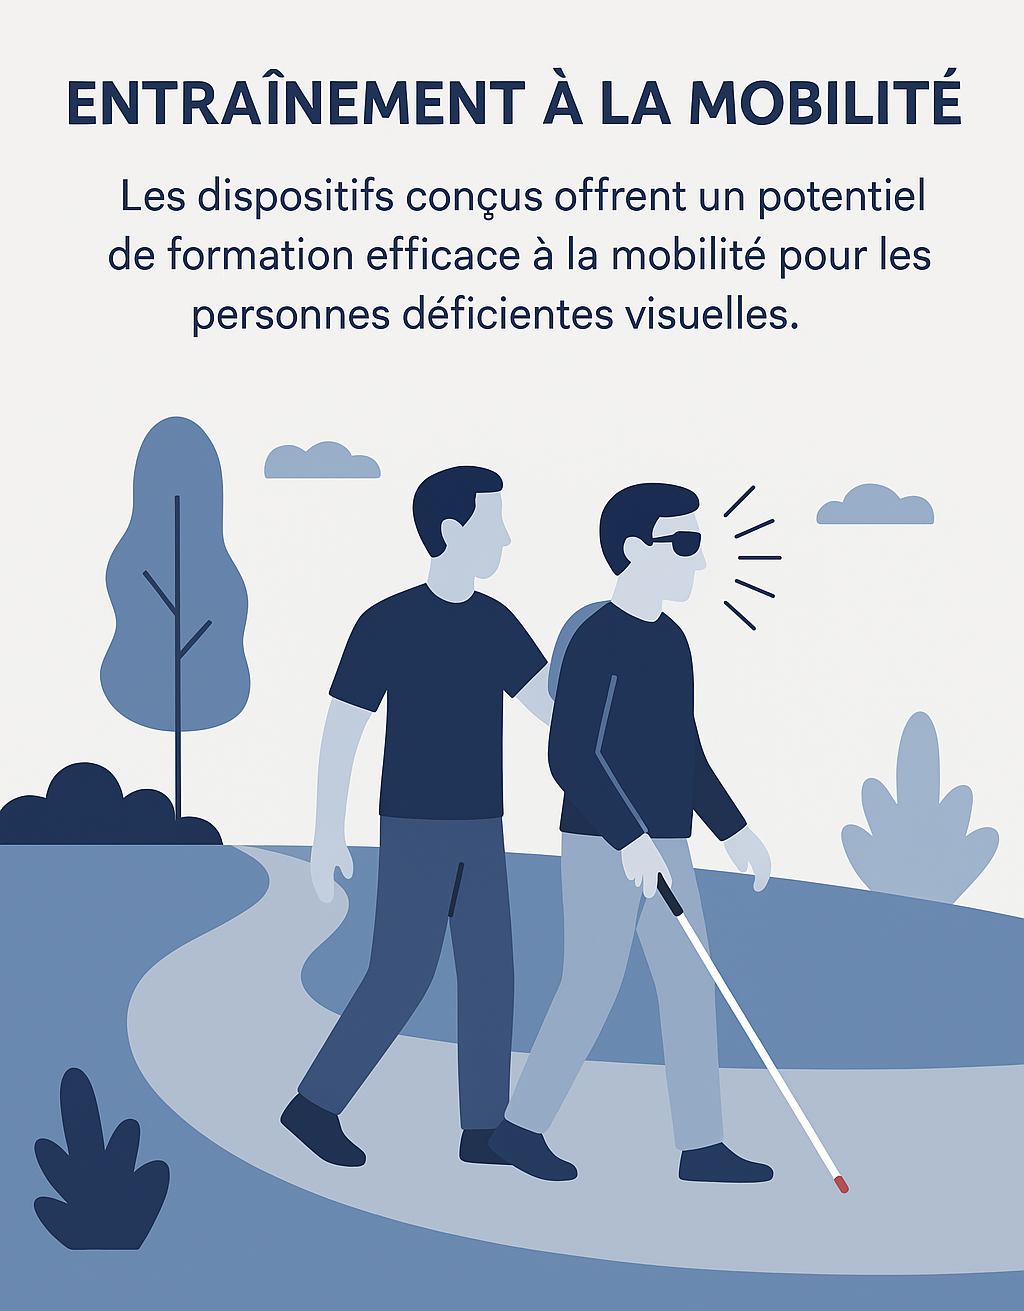 ENTRAÎNEMENT À LA MOBILITÉ
Les dispositifs conçus offrent un potentiel
de formation efficace à la mobilité pour les
personnes déficientes visuelles.